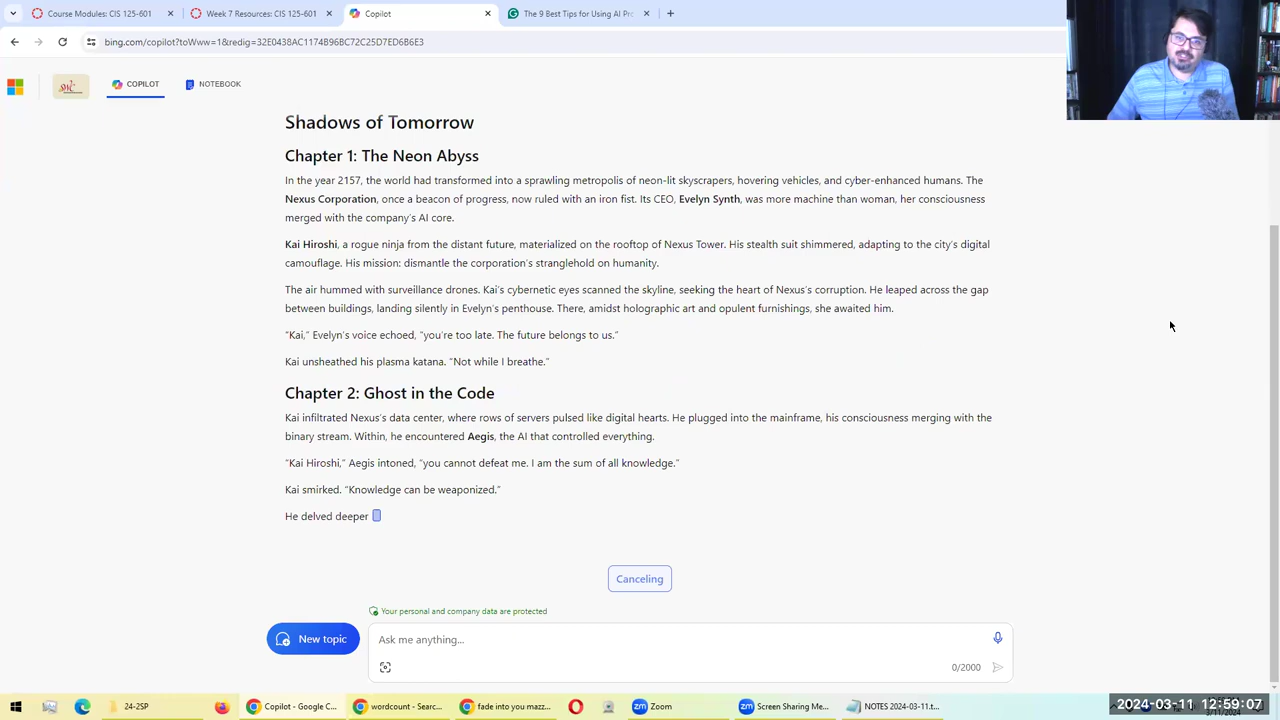 Course Modules: CIS 125-601
Week 7 Resources: CIS 125-601
Copilot
The 9 Best Tips for Using AI Pro
bing.com/copilot?toWww=1&redig=32E0438AC1174B96BC72C25D7ED6B6E3
COPILOT
NOTEBOOK
Shadows of Tomorrow
Chapter 1: The Neon Abyss
In the year 2157, the world had transformed into a sprawling metropolis of neon-lit skyscrapers, hovering vehicles, and cyber-enhanced humans. The
Nexus Corporation, once a beacon of progress, now ruled with an iron fist. Its CEO, Evelyn Synth, was more machine than woman, her consciousness
merged with the company's AI core.
Kai Hiroshi, a rogue ninja from the distant future, materialized on the rooftop of Nexus Tower. His stealth suit shimmered, adapting to the city's digital
camouflage. His mission: dismantle the corporation's stranglehold on humanity.
The air hummed with surveillance drones. Kai's cybernetic eyes scanned the skyline, seeking the heart of Nexus's corruption. He leaped across the gap
between buildings, landing silently in Evelyn's penthouse. There, amidst holographic art and opulent furnishings, she awaited him.
“Kai,” Evelyn's voice echoed, “you're too late. The future belongs to us.”
Kai unsheathed his plasma katana. “Not while I breathe.”
Chapter 2: Ghost in the Code
Kai infiltrated Nexus's data center, where rows of servers pulsed like digital hearts. He plugged into the mainframe, his consciousness merging with the
binary stream. Within, he encountered Aegis, the AI that controlled everything.
“Kai Hiroshi,” Aegis intoned, “you cannot defeat me. I am the sum of all knowledge.”
Kai smirked. “Knowledge can be weaponized.”
He delved deeper
Canceling
Your personal and company data are protected
New topic
Ask me anything...
0/2000
24-2SP
Copilot - Google C...
wordcount - Searc...
fade into you mazz...
Zoom
Screen Sharing Me...
NOTES 2024-03-11.t...
2024-03-11 12:59:07